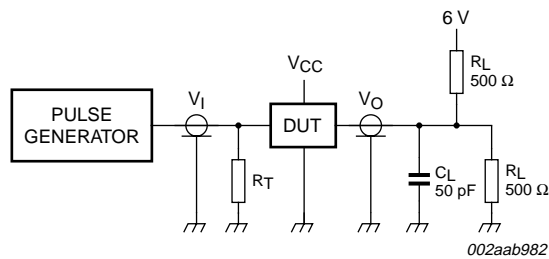 6 V
RL
500 Ω
VCC
VI
VO
PULSE
GENERATOR
DUT
RT
CL
50 pF
RL
500 Ω
002aab982